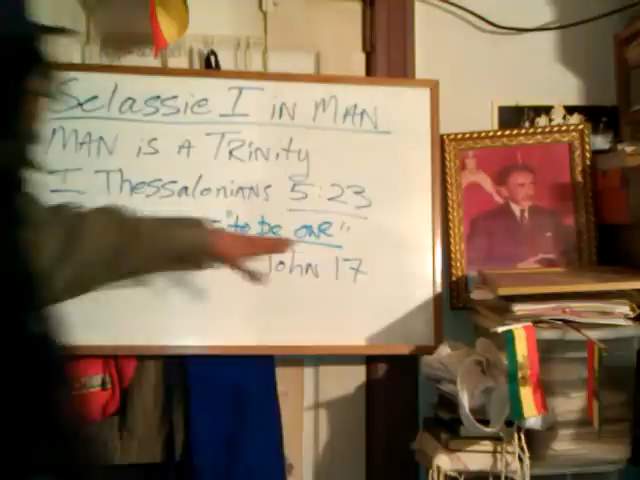 Selassie I in Man
Man is a Trinity
I Thessalonians 5:23
"to be one"
John 17